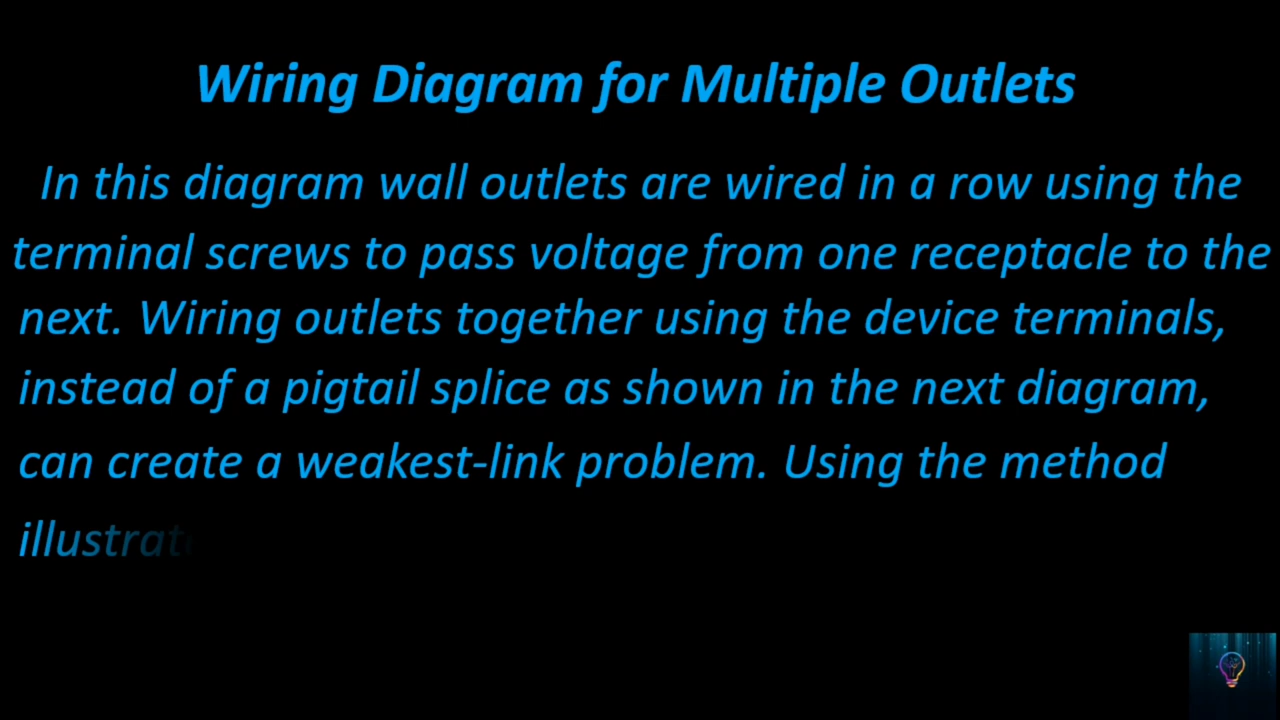 Wiring Diagram for Multiple Outlets
In this diagram wall outlets are wired in a row using the
terminal screws to pass voltage from one receptacle to the
next. Wiring outlets together using the device terminals,
instead of a pigtail splice as shown in the next diagram,
can create a weakest-link problem. Using the method
illustrate